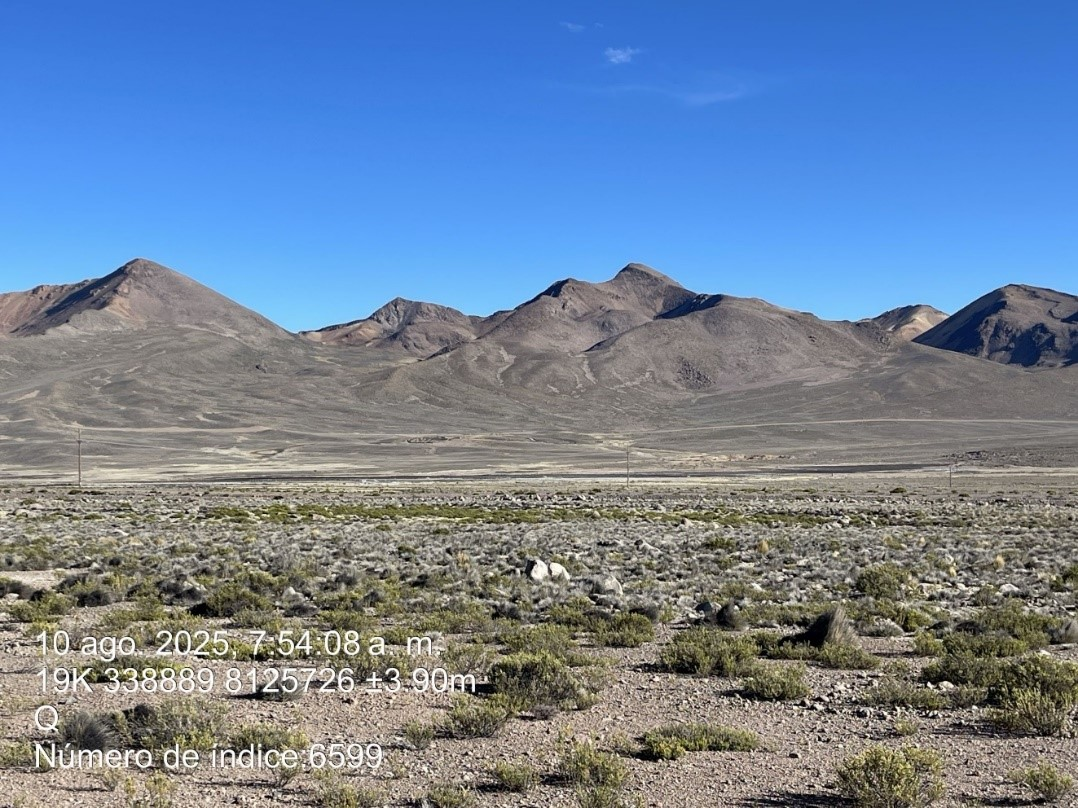 10 ago. 2025, 7:54:08 a. m.
19K 338889 8125726 ±3.90m
Q
Número de índice:6599